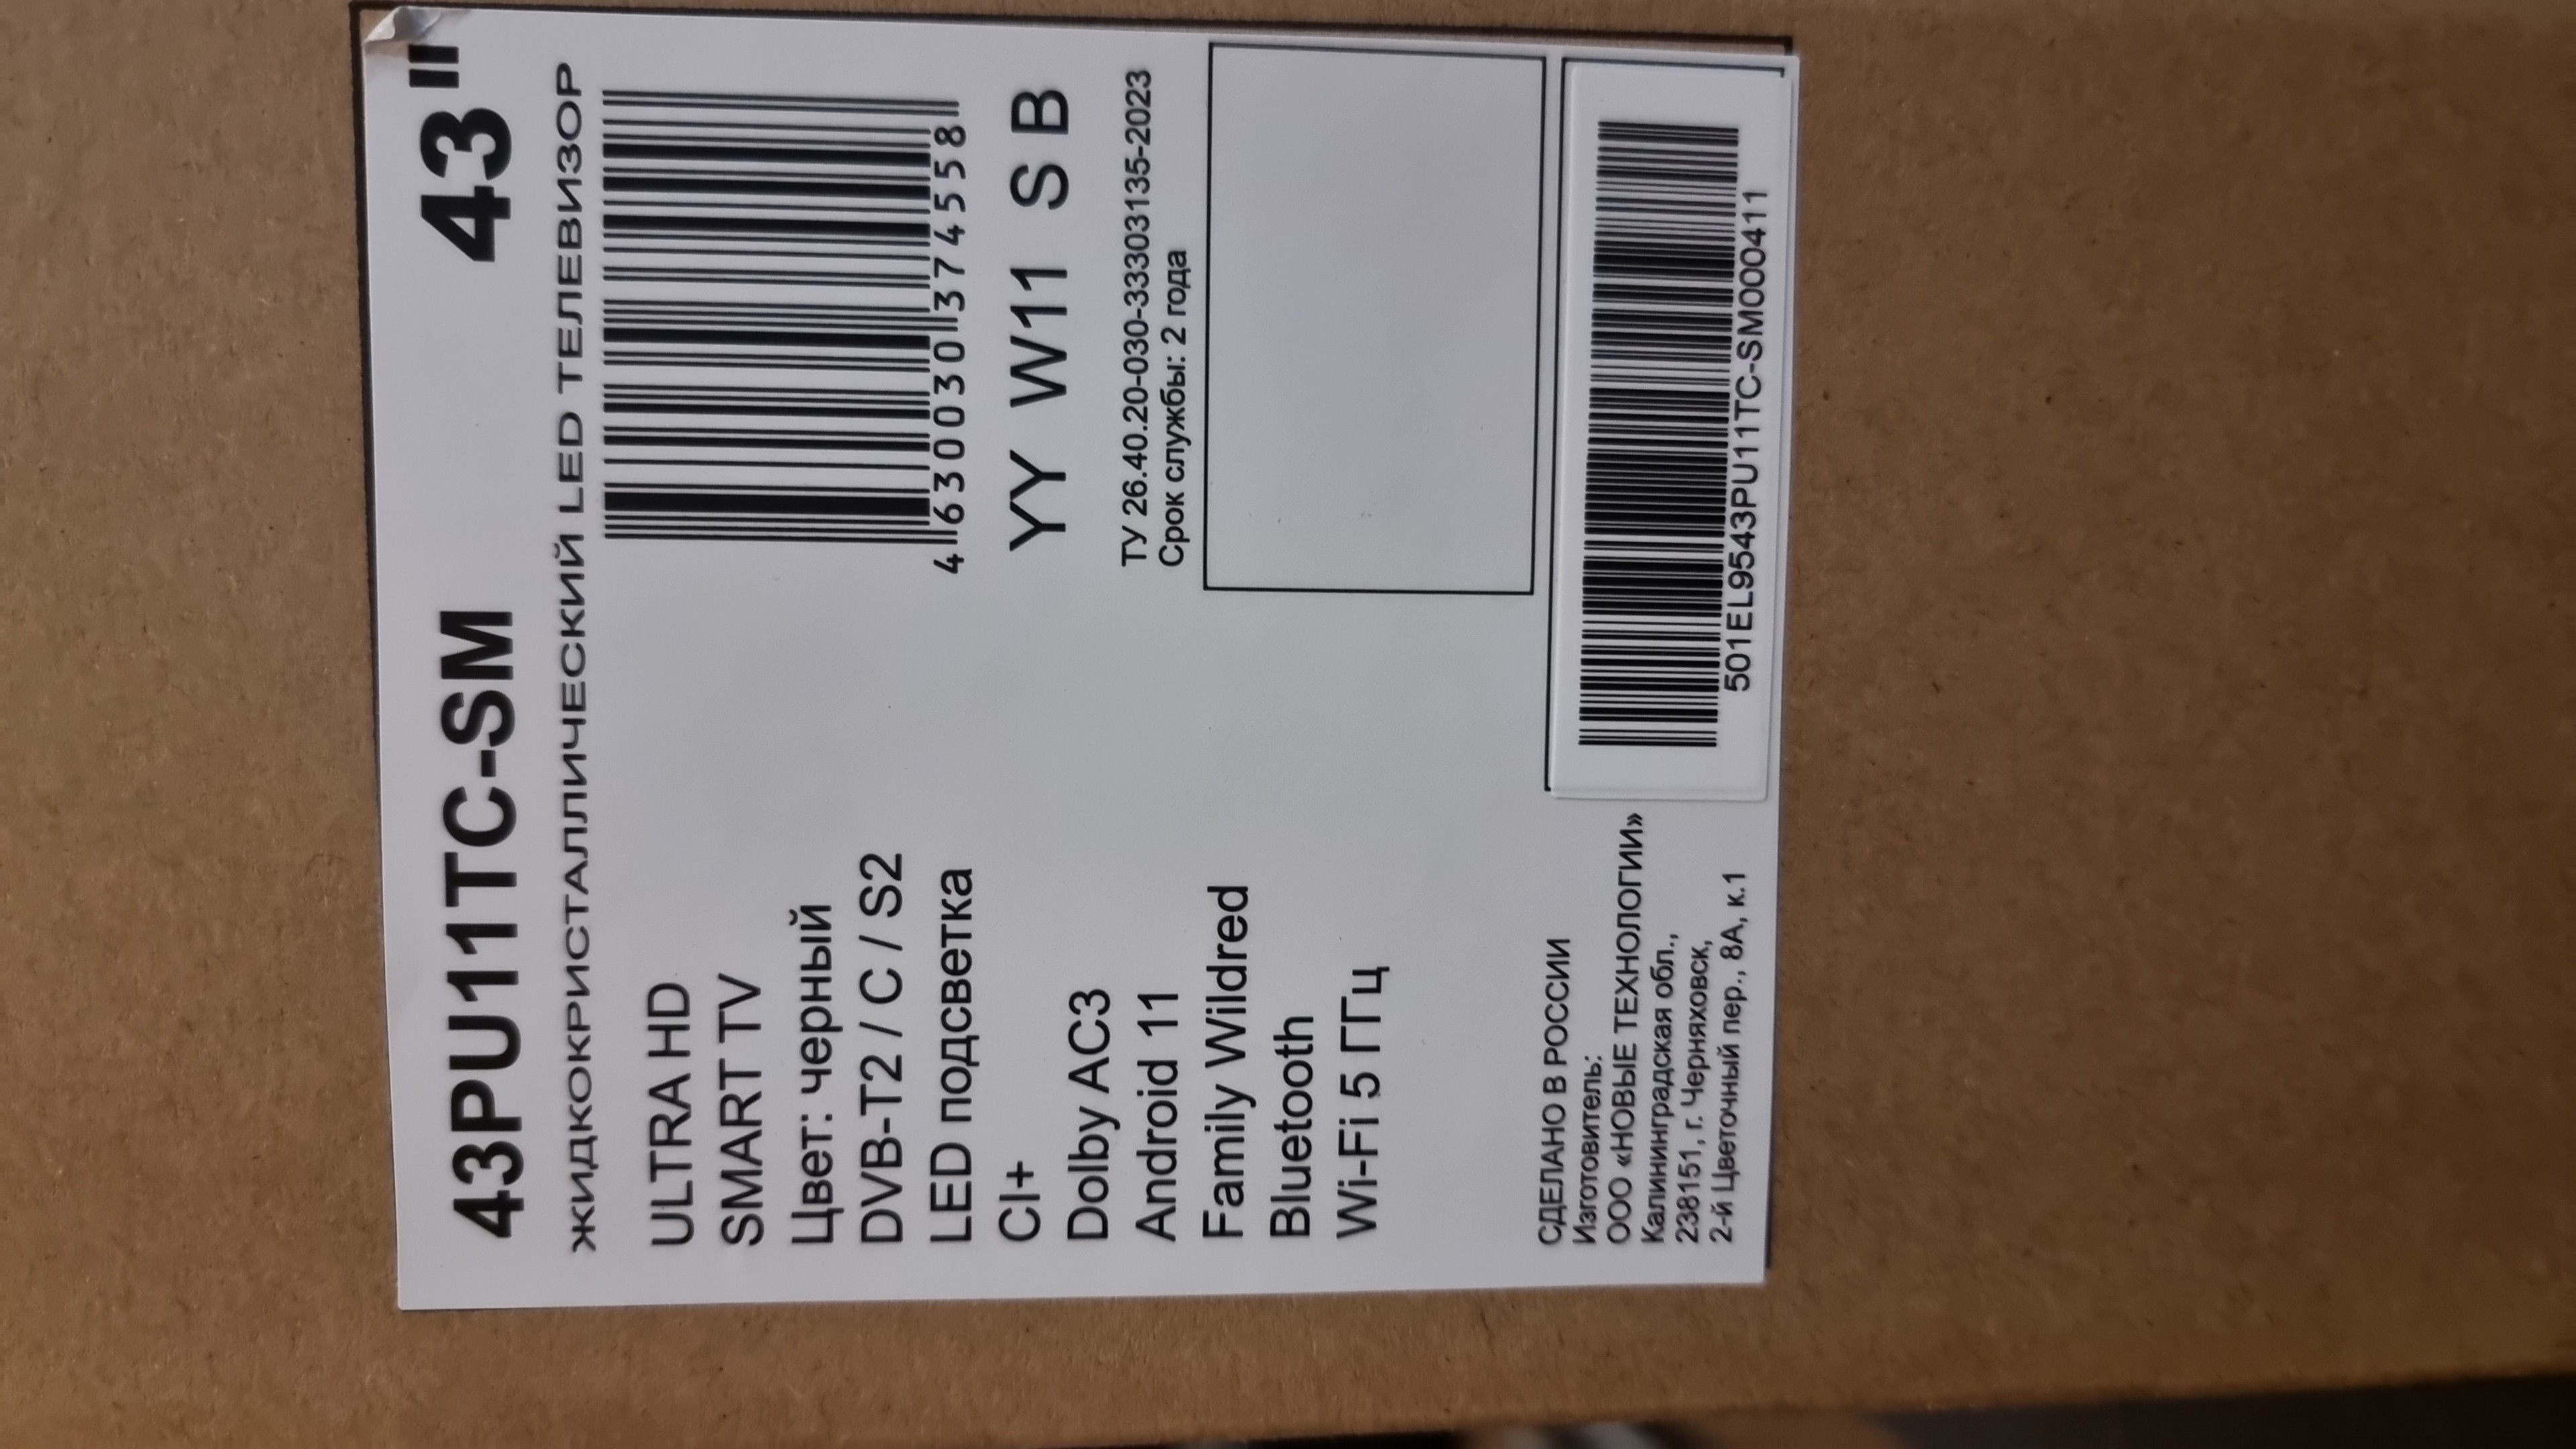 43PU11TC-SM 43"
ЖИДКОКРИСТАЛЛИЧЕСКИЙ LED ТЕЛЕВИЗОР
ULTRA HD
SMART TV
Цвет: черный
DVB-T2 / C / S2
LED подсветка
CI+
Dolby AC3
Android 11
Family Wildred
Bluetooth
Wi-Fi 5 ГГц
4 630030 374558
YY W11 S B
ТУ 26.40.20-030-33303135-2023
Срок службы: 2 года
СДЕЛАНО В РОССИИ
Изготовитель:
ООО «НОВЫЕ ТЕХНОЛОГИИ»
Калининградская обл.,
238151, г. Черняховск,
2-й Цветочный пер., 8А, к.1
501EL9543PU11TC-SM000411